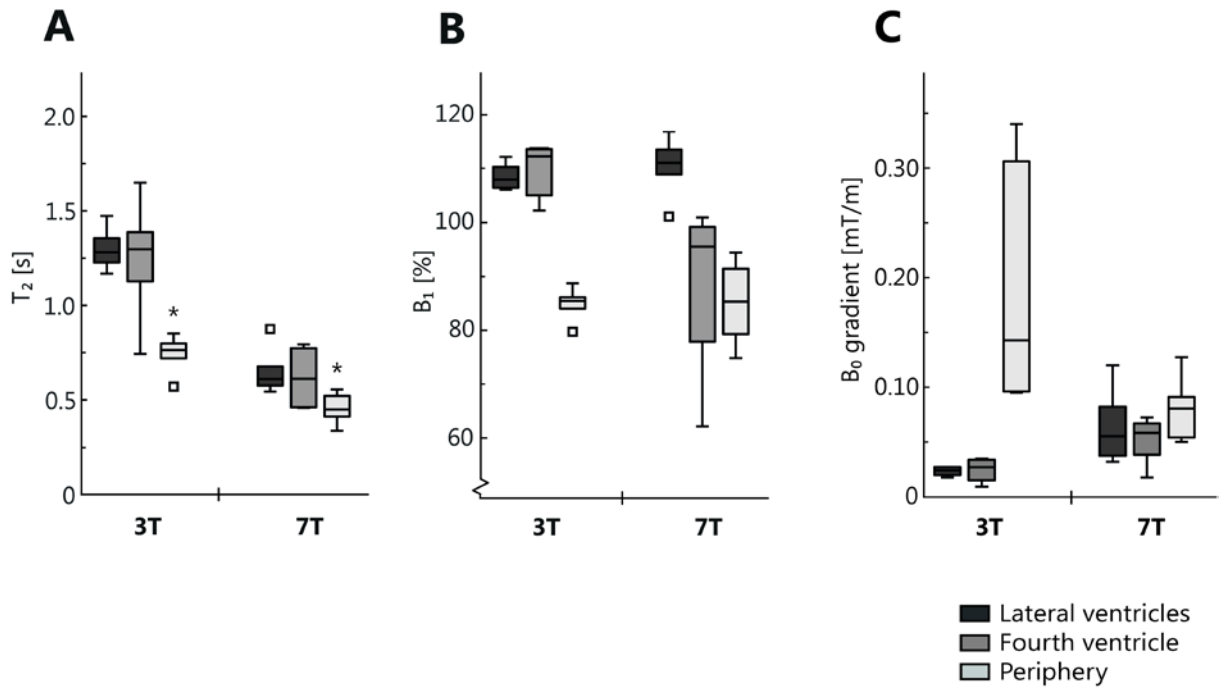 A
B
C
T₂ [s]
2.0
1.5
1.0
0.5
0
*
*
3T
7T
B₁ [%]
120
100
80
60
3T
7T
B₀ gradient [mT/m]
0.30
0.20
0.10
0
3T
7T
Lateral ventricles
Fourth ventricle
Periphery